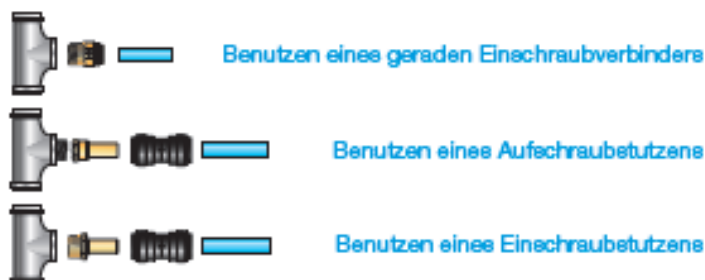 Benutzen eines geraden Einschraubverbinders
Benutzen eines Aufschraubstutzens
Benutzen eines Einschraubstutzens